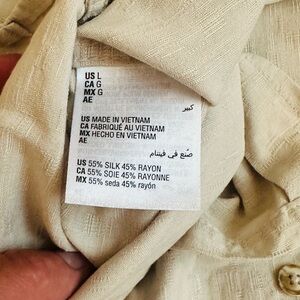 US L
CA G
MX G
AE
كبير
US MADE IN VIETNAM
CA FABRIQUÉ AU VIETNAM
MX HECHO EN VIETNAM
AE
صنع في فيتنام
US 55% SILK 45% RAYON
CA 55% SOIE 45% RAYONNE
MX 55% seda 45% rayón